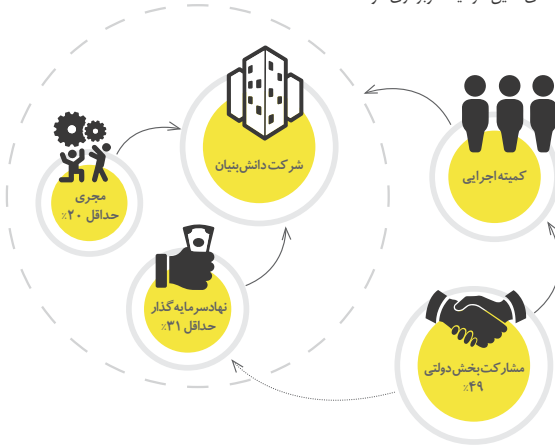 شرکت دانش‌بنیان
کمیته اجرایی
مجری
حداقل ۲۰٪
نهاد سرمایه‌گذار
حداقل ۳۱٪
مشارکت بخش دولتی
۴۹٪